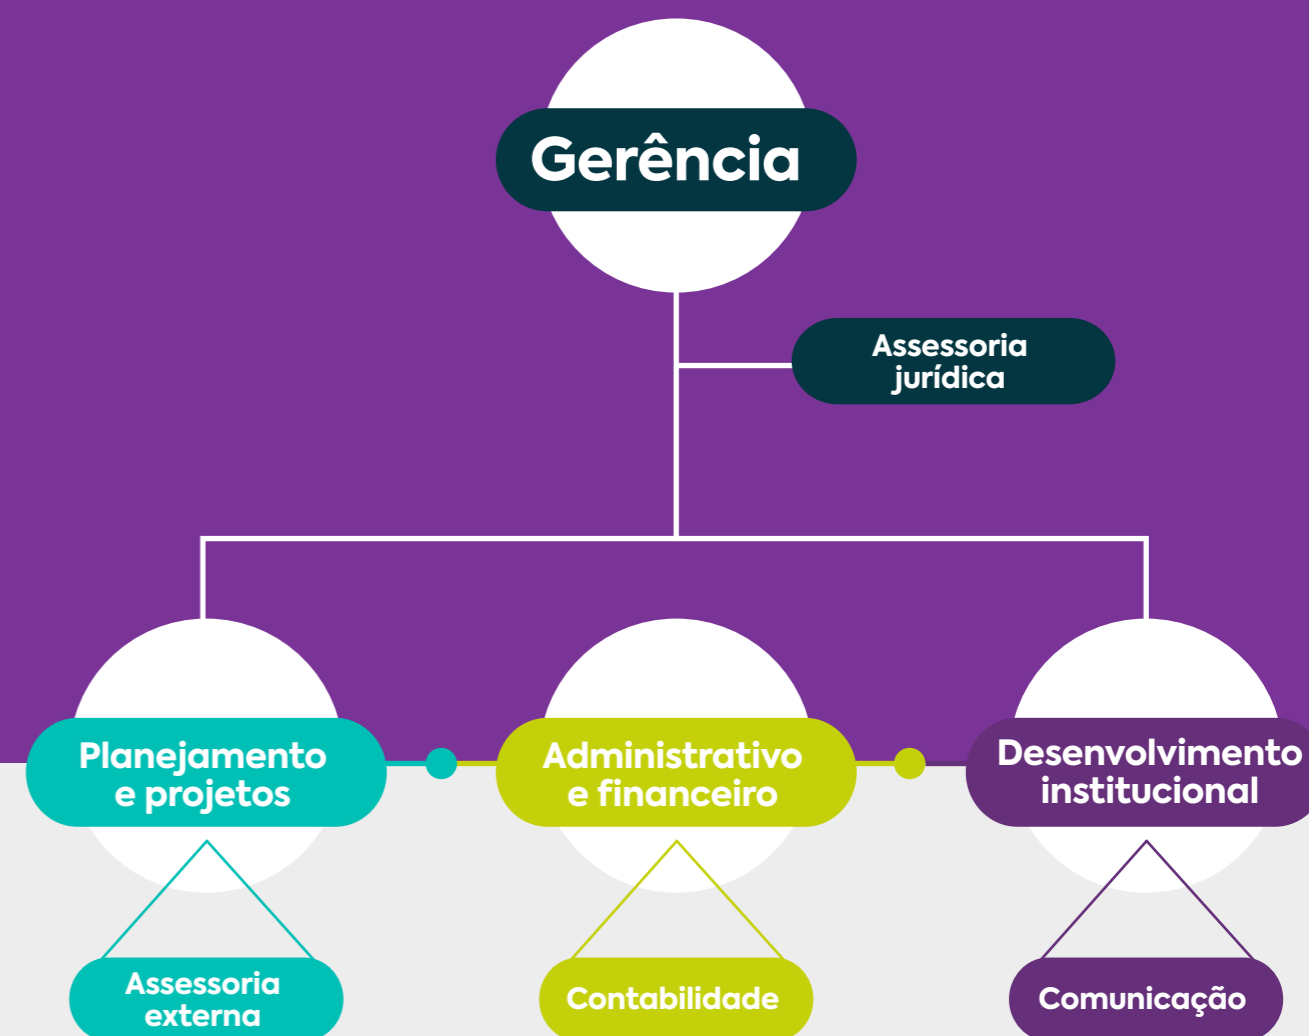 Gerência
Assessoria
jurídica
Planejamento
e projetos
Administrativo
e financeiro
Desenvolvimento
institucional
Assessoria
externa
Contabilidade
Comunicação